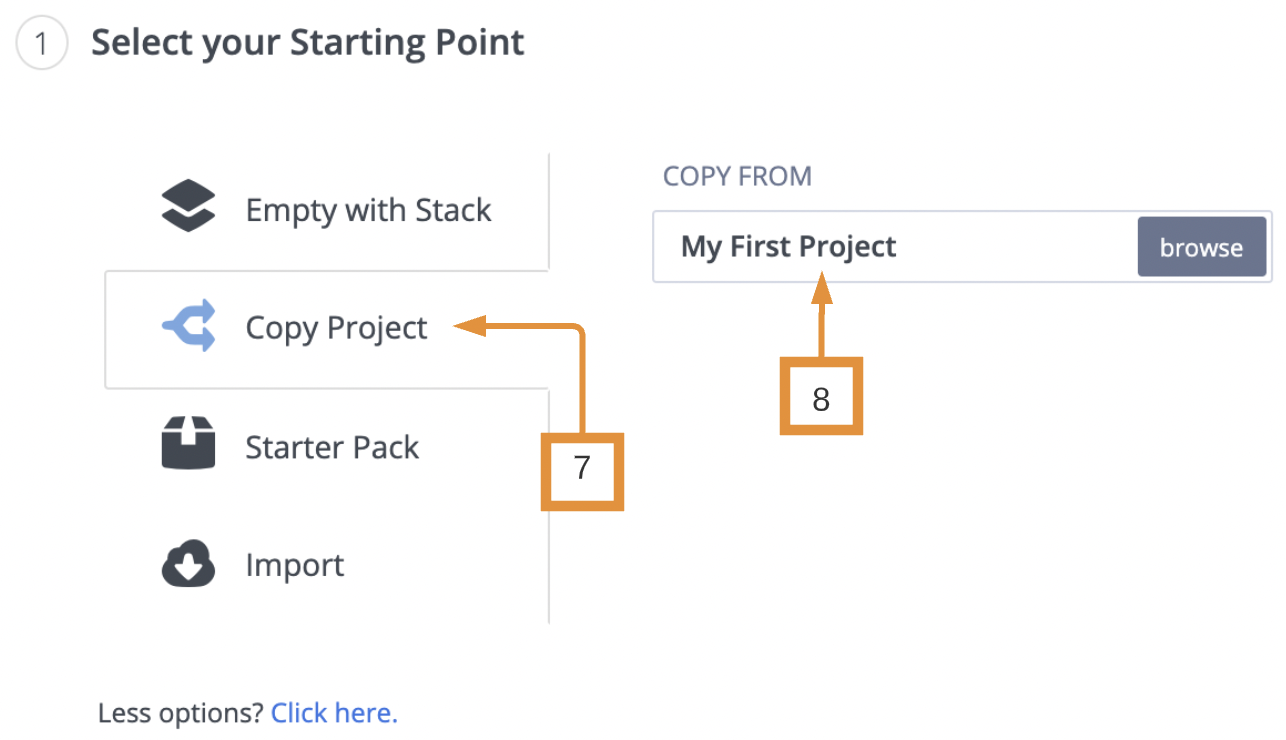 1 Select your Starting Point
Empty with Stack
Copy Project
Starter Pack
Import
COPY FROM
My First Project browse
7
8
Less options? Click here.